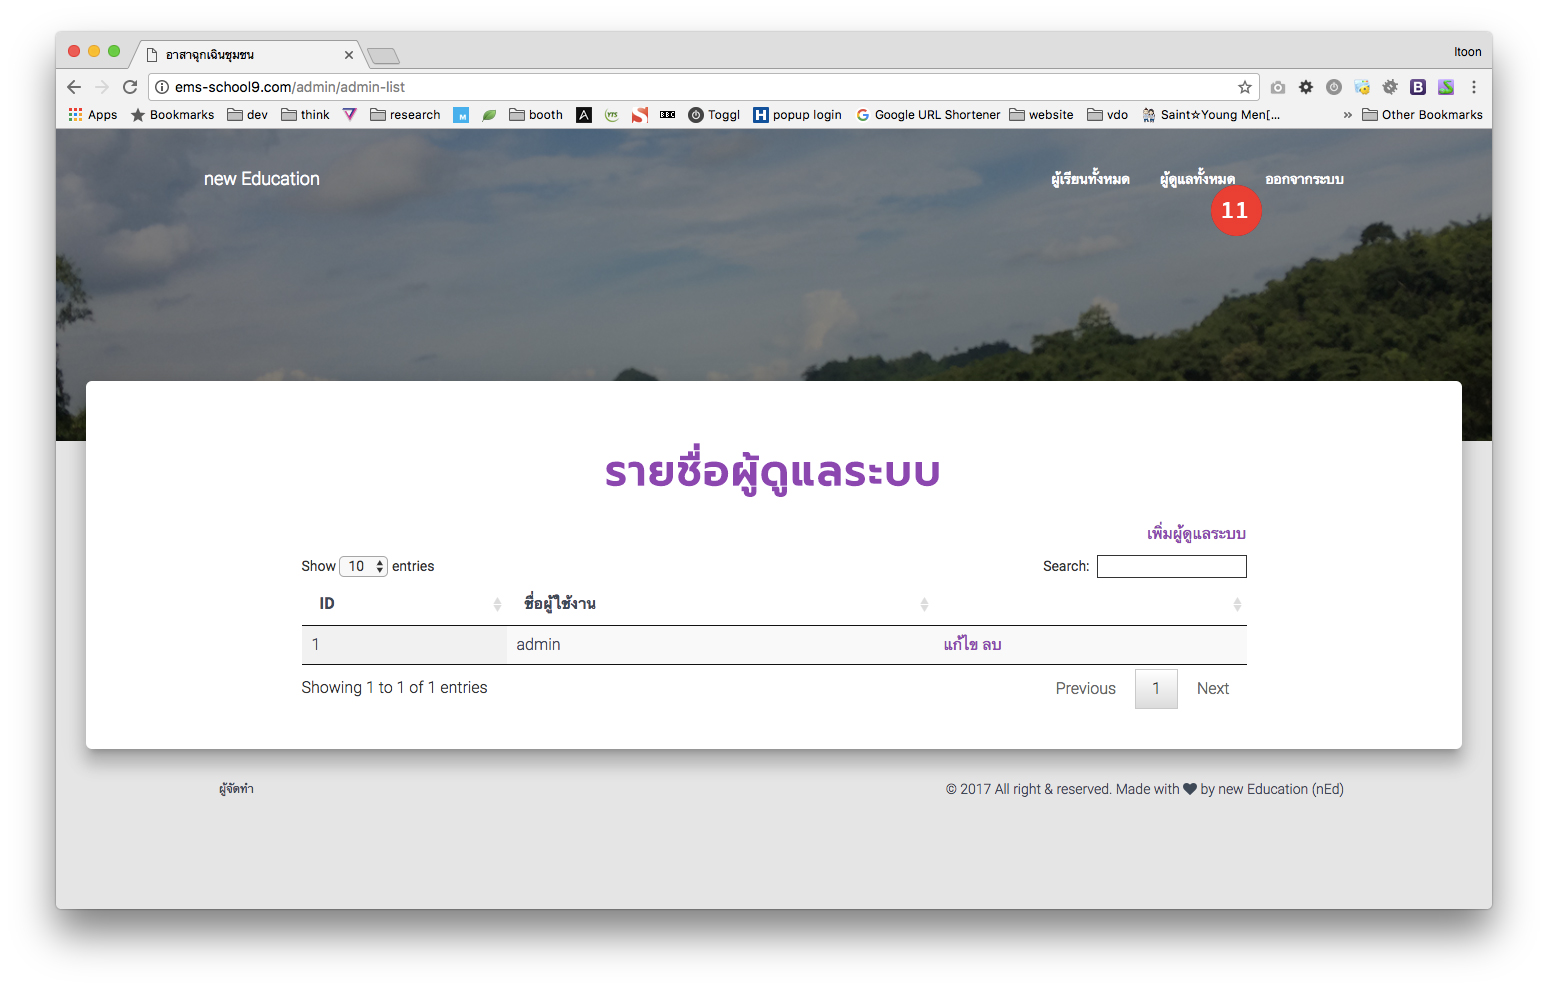 อาสาฉุกเฉินชุมชน
Itoon
ems-school9.com/admin/admin-list
Apps Bookmarks dev think research booth A YTS BBC Toggl H popup login Google URL Shortener website vdo Saint☆Young Men[... » Other Bookmarks
new Education ผู้เรียนทั้งหมด ผู้ดูแลทั้งหมด ออกจากระบบ
11
รายชื่อผู้ดูแลระบบ
เพิ่มผู้ดูแลระบบ
Show 10 entries Search:
ID ชื่อผู้ใช้งาน
1 admin แก้ไข ลบ
Showing 1 to 1 of 1 entries Previous 1 Next
ผู้จัดทำ © 2017 All right & reserved. Made with ♥ by new Education (nEd)